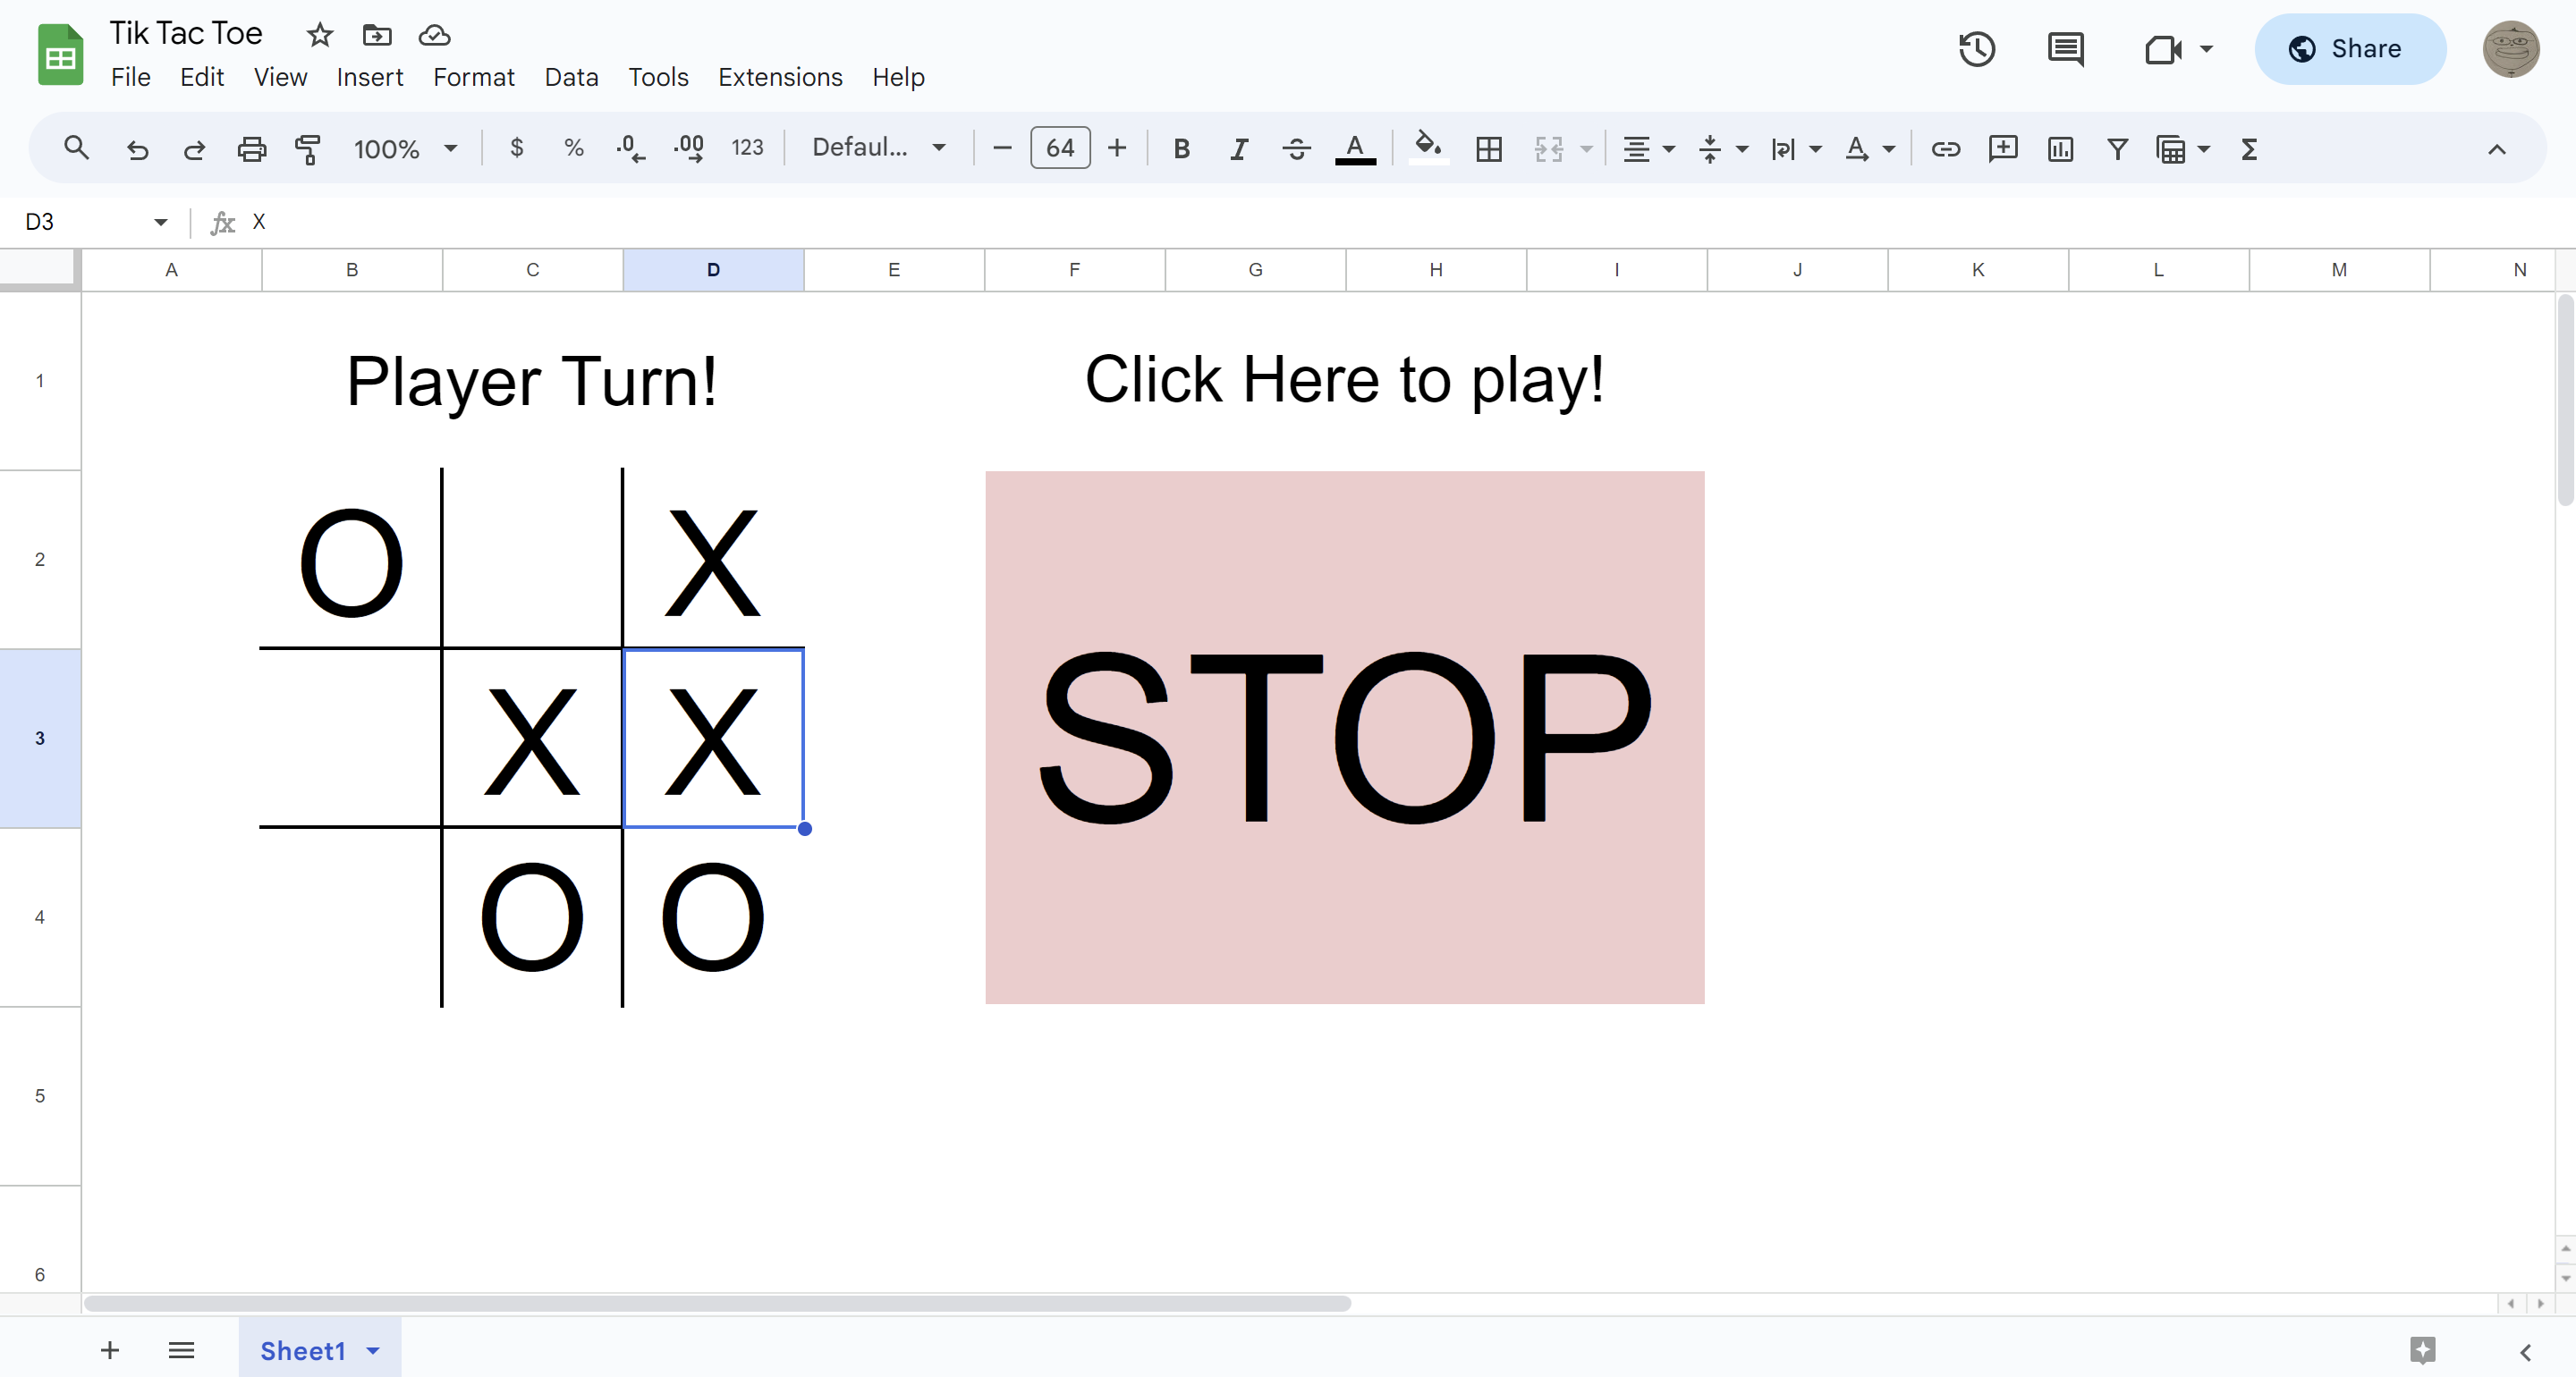 Tik Tac Toe
File Edit View Insert Format Data Tools Extensions Help
Share
100% $ % .0 .00 123 Defaul... 64 B I A A
D3 fx X
A B C D E F G H I J K L M N
1 Player Turn! Click Here to play!
2 O X
3 X X STOP
4 O O
5
6
Sheet1